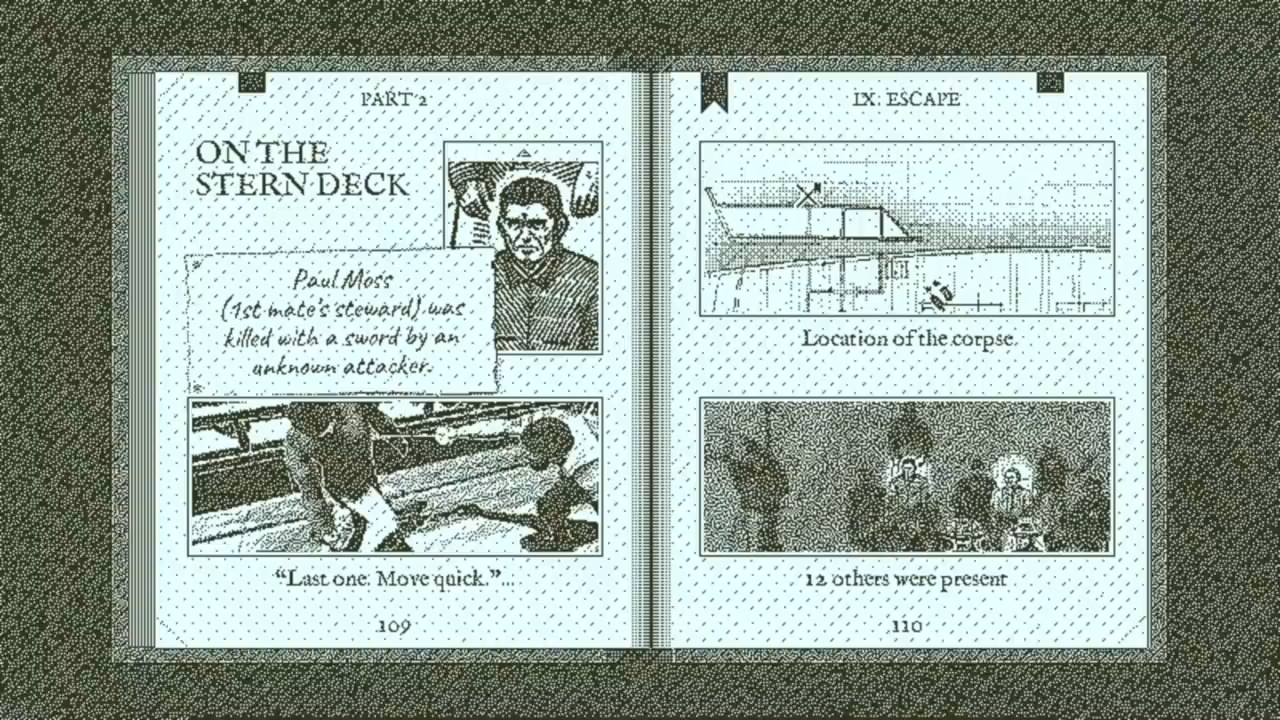 PART 2
ON THE
STERN DECK
Paul Moss
(1st mate's steward) was
killed with a sword by an
unknown attacker.
"Last one. Move quick."...
109
IX: ESCAPE
Location of the corpse.
12 others were present
110